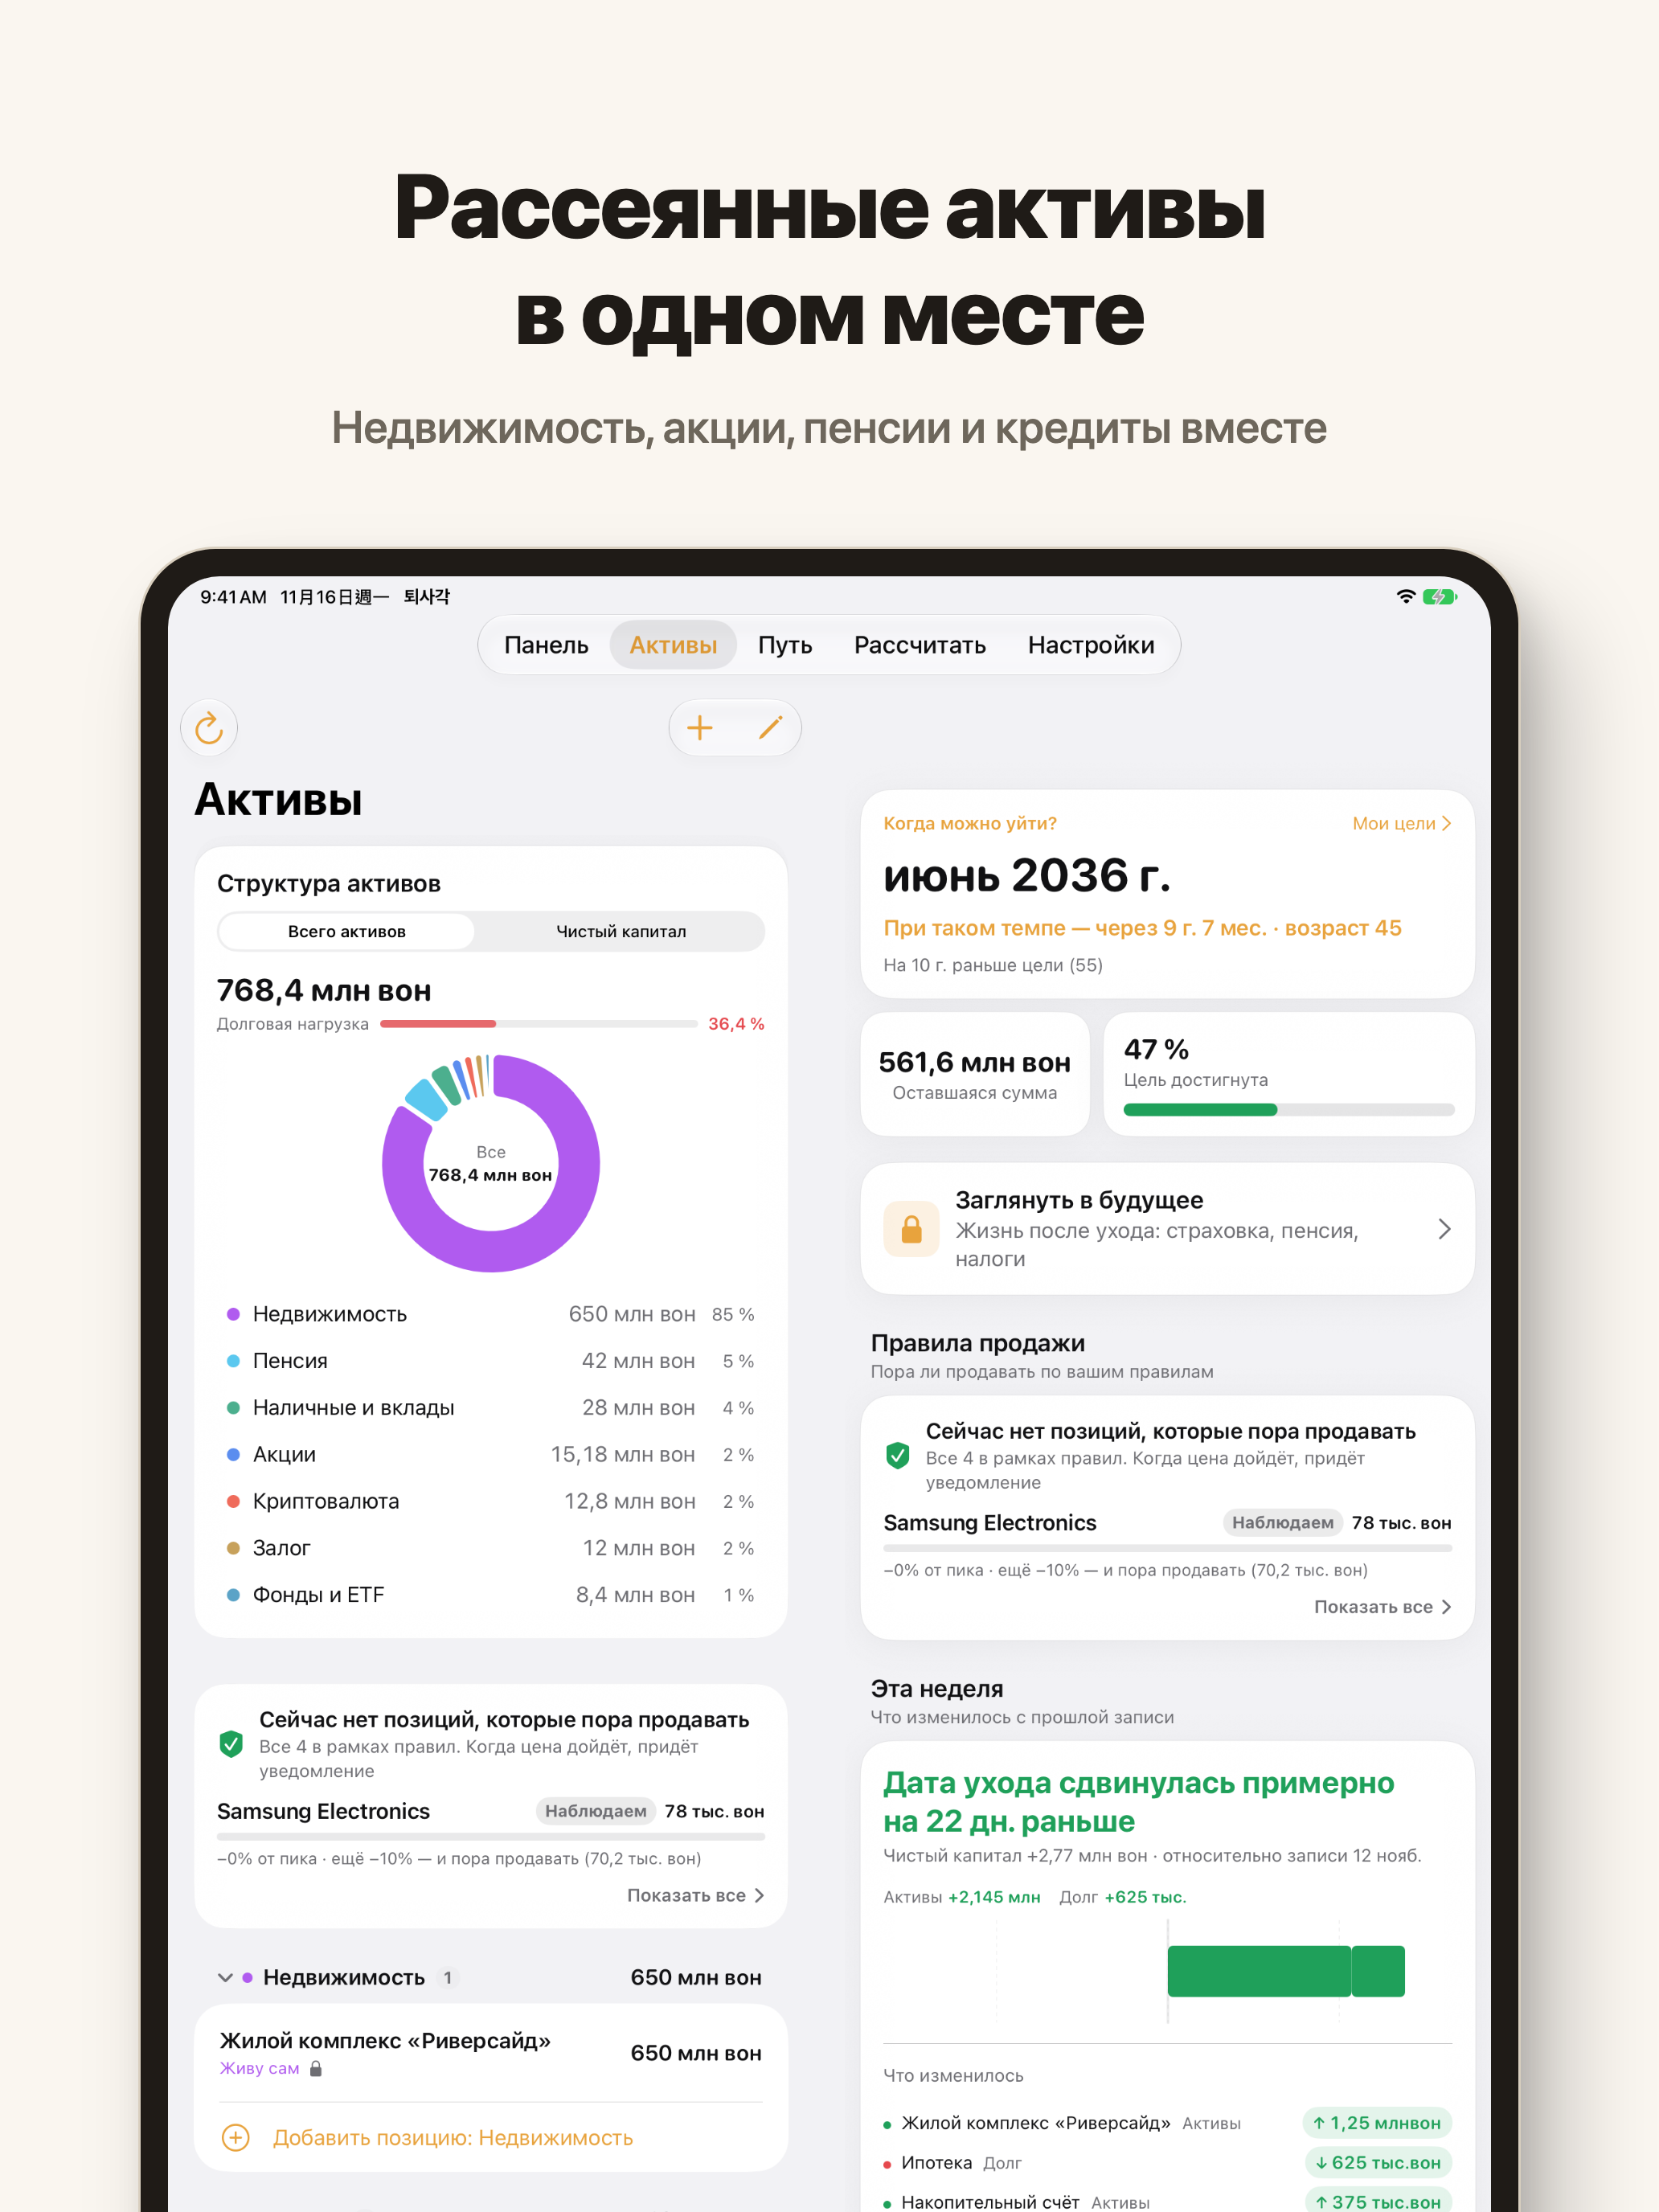 Рассеянные активы
в одном месте
Недвижимость, акции, пенсии и кредиты вместе
9:41 AM 11月16日週一 퇴사각
Панель Активы Путь Рассчитать Настройки
Активы
Структура активов
Всего активов Чистый капитал
768,4 млн вон
Долговая нагрузка 36,4 %
Все
768,4 млн вон
Недвижимость 650 млн вон 85 %
Пенсия 42 млн вон 5 %
Наличные и вклады 28 млн вон 4 %
Акции 15,18 млн вон 2 %
Криптовалюта 12,8 млн вон 2 %
Залог 12 млн вон 2 %
Фонды и ETF 8,4 млн вон 1 %
Сейчас нет позиций, которые пора продавать
Все 4 в рамках правил. Когда цена дойдёт, придёт
уведомление
Samsung Electronics Наблюдаем 78 тыс. вон
−0% от пика · ещё −10% — и пора продавать (70,2 тыс. вон)
Показать все
Недвижимость 1 650 млн вон
Жилой комплекс «Риверсайд»
Живу сам
650 млн вон
Добавить позицию: Недвижимость
Когда можно уйти? Мои цели
июнь 2036 г.
При таком темпе — через 9 г. 7 мес. · возраст 45
На 10 г. раньше цели (55)
561,6 млн вон
Оставшаяся сумма
47 %
Цель достигнута
Заглянуть в будущее
Жизнь после ухода: страховка, пенсия,
налоги
Правила продажи
Пора ли продавать по вашим правилам
Сейчас нет позиций, которые пора продавать
Все 4 в рамках правил. Когда цена дойдёт, придёт
уведомление
Samsung Electronics Наблюдаем 78 тыс. вон
−0% от пика · ещё −10% — и пора продавать (70,2 тыс. вон)
Показать все
Эта неделя
Что изменилось с прошлой записи
Дата ухода сдвинулась примерно
на 22 дн. раньше
Чистый капитал +2,77 млн вон · относительно записи 12 нояб.
Активы +2,145 млн Долг +625 тыс.
Что изменилось
Жилой комплекс «Риверсайд» Активы ↑ 1,25 млнвон
Ипотека Долг ↓ 625 тыс.вон
Накопительный счёт Активы ↑ 375 тыс.вон